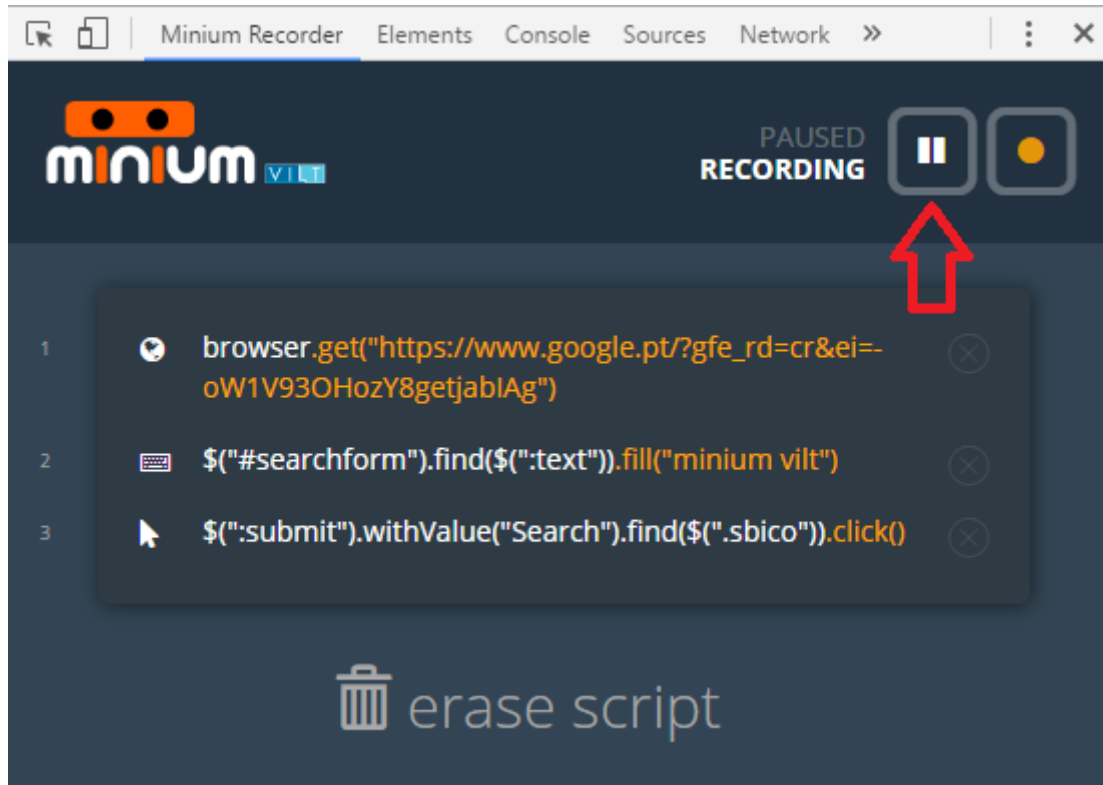 Minium Recorder Elements Console Sources Network »
minium VILT
PAUSED
RECORDING
1 browser.get("https://www.google.pt/?gfe_rd=cr&ei=-
oW1V93OHozY8getjabIAg")
2 $("#searchform").find($(":text")).fill("minium vilt")
3 $(":submit").withValue("Search").find($(".sbico")).click()
erase script